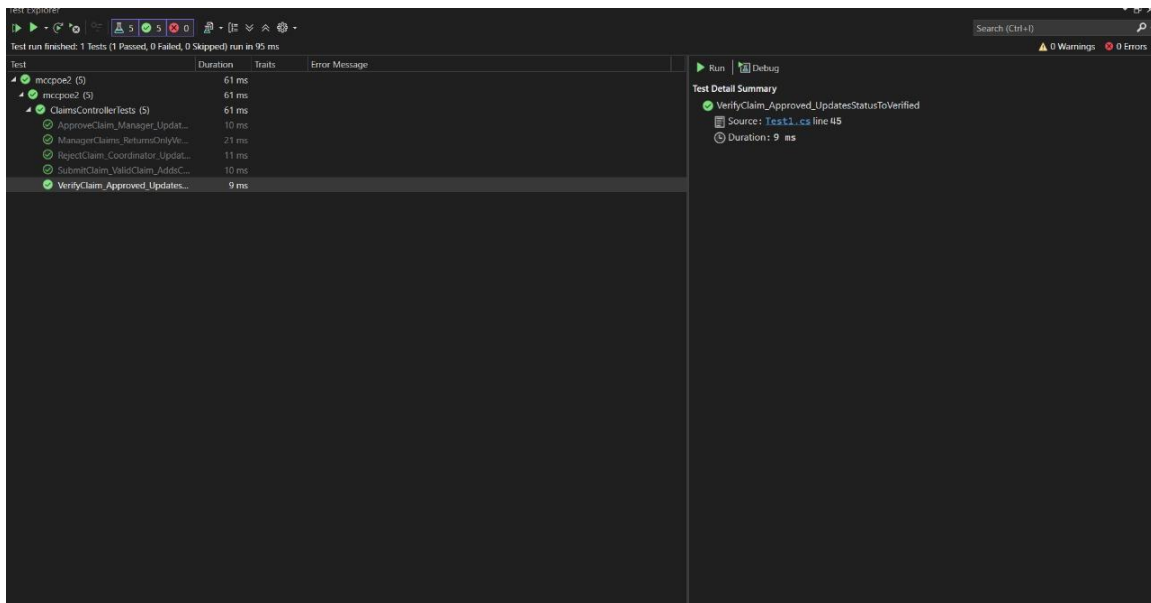 Test Explorer
5 5 0
Search (Ctrl+I)
Test run finished: 1 Tests (1 Passed, 0 Failed, 0 Skipped) run in 95 ms
0 Warnings 0 Errors
Test Duration Traits Error Message
Run Debug
mccpoe2 (5) 61 ms
mccpoe2 (5) 61 ms
ClaimsControllerTests (5) 61 ms
ApproveClaim_Manager_Updat... 10 ms
ManagerClaims_ReturnsOnlyVe... 21 ms
RejectClaim_Coordinator_Updat... 11 ms
SubmitClaim_ValidClaim_AddsC... 10 ms
VerifyClaim_Approved_Updates... 9 ms
Test Detail Summary
VerifyClaim_Approved_UpdatesStatusToVerified
Source: Test1.cs line 45
Duration: 9 ms